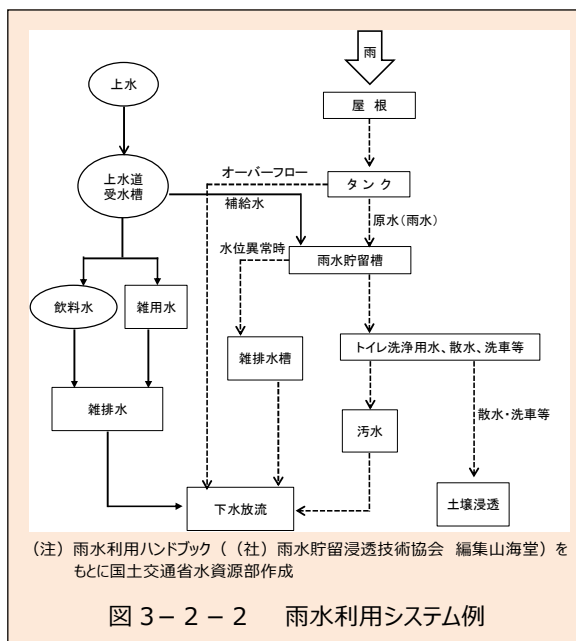 雨
上水
屋根
オーバーフロー
上水道
受水槽
タンク
補給水
原水（雨水）
水位異常時
雨水貯留槽
飲料水
雑用水
雑排水槽
トイレ洗浄用水、散水、洗車等
雑排水
汚水
散水・洗車等
下水放流
土壌浸透
（注）雨水利用ハンドブック（（社）雨水貯留浸透技術協会 編集山海堂）を
もとに国土交通省水資源部作成
図３－２－２ 雨水利用システム例